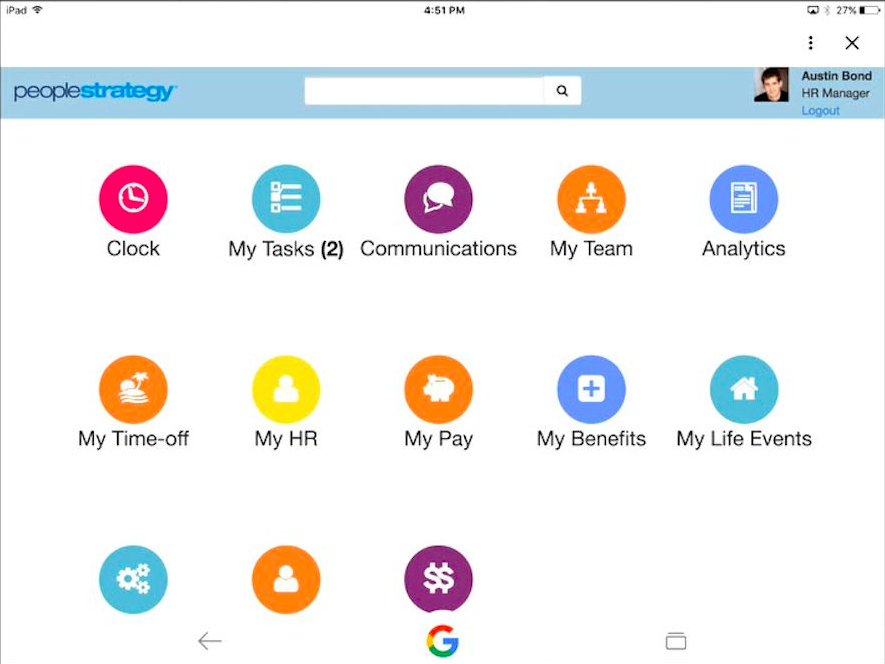 iPad 4:51 PM 27%
peoplestrategy
Austin Bond
HR Manager
Logout
Clock My Tasks (2) Communications My Team Analytics
My Time-off My HR My Pay My Benefits My Life Events
$$
G